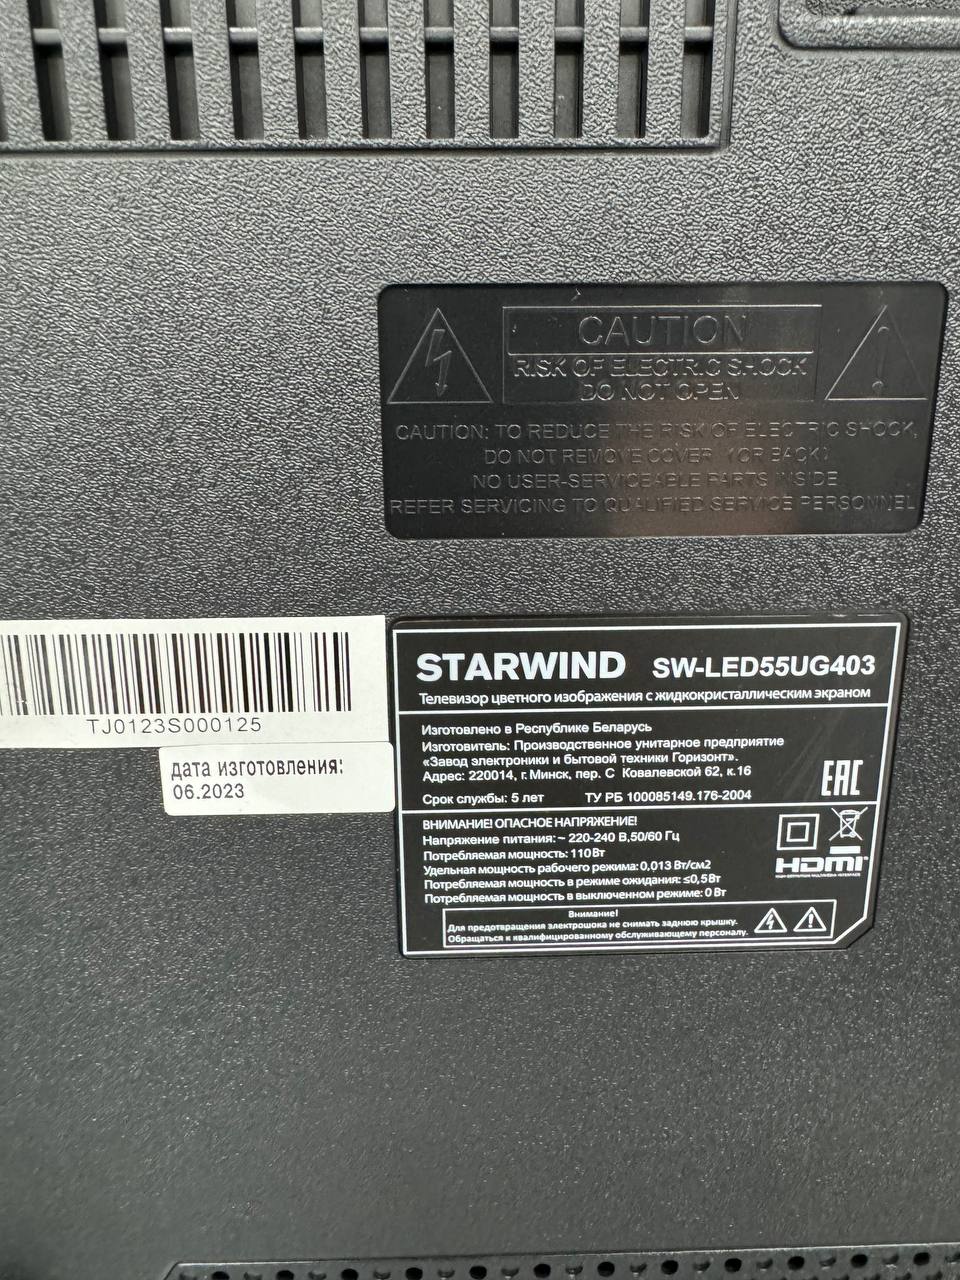 CAUTION
RISK OF ELECTRIC SHOCK
DO NOT OPEN
CAUTION: TO REDUCE THE RISK OF ELECTRIC SHOCK,
DO NOT REMOVE COVER (OR BACK)
NO USER-SERVICEABLE PARTS INSIDE
REFER SERVICING TO QUALIFIED SERVICE PERSONNEL
TJ0123S000125
дата изготовления:
06.2023
STARWIND SW-LED55UG403
Телевизор цветного изображения с жидкокристаллическим экраном
Изготовлено в Республике Беларусь
Изготовитель: Производственное унитарное предприятие
«Завод электроники и бытовой техники Горизонт».
Адрес: 220014, г. Минск, пер. С Ковалевской 62, к.16
Срок службы: 5 лет ТУ РБ 100085149.176-2004
EAC
ВНИМАНИЕ! ОПАСНОЕ НАПРЯЖЕНИЕ!
Напряжение питания: ~ 220-240 В,50/60 Гц
Потребляемая мощность: 110Вт
Удельная мощность рабочего режима: 0,013 Вт/см2
Потребляемая мощность в режиме ожидания: ≤0,5Вт
Потребляемая мощность в выключенном режиме: 0 Вт
HDMI
HIGH-DEFINITION MULTIMEDIA INTERFACE
Внимание!
Для предотвращения электрошока не снимать заднюю крышку.
Обращаться к квалифицированному обслуживающему персоналу.